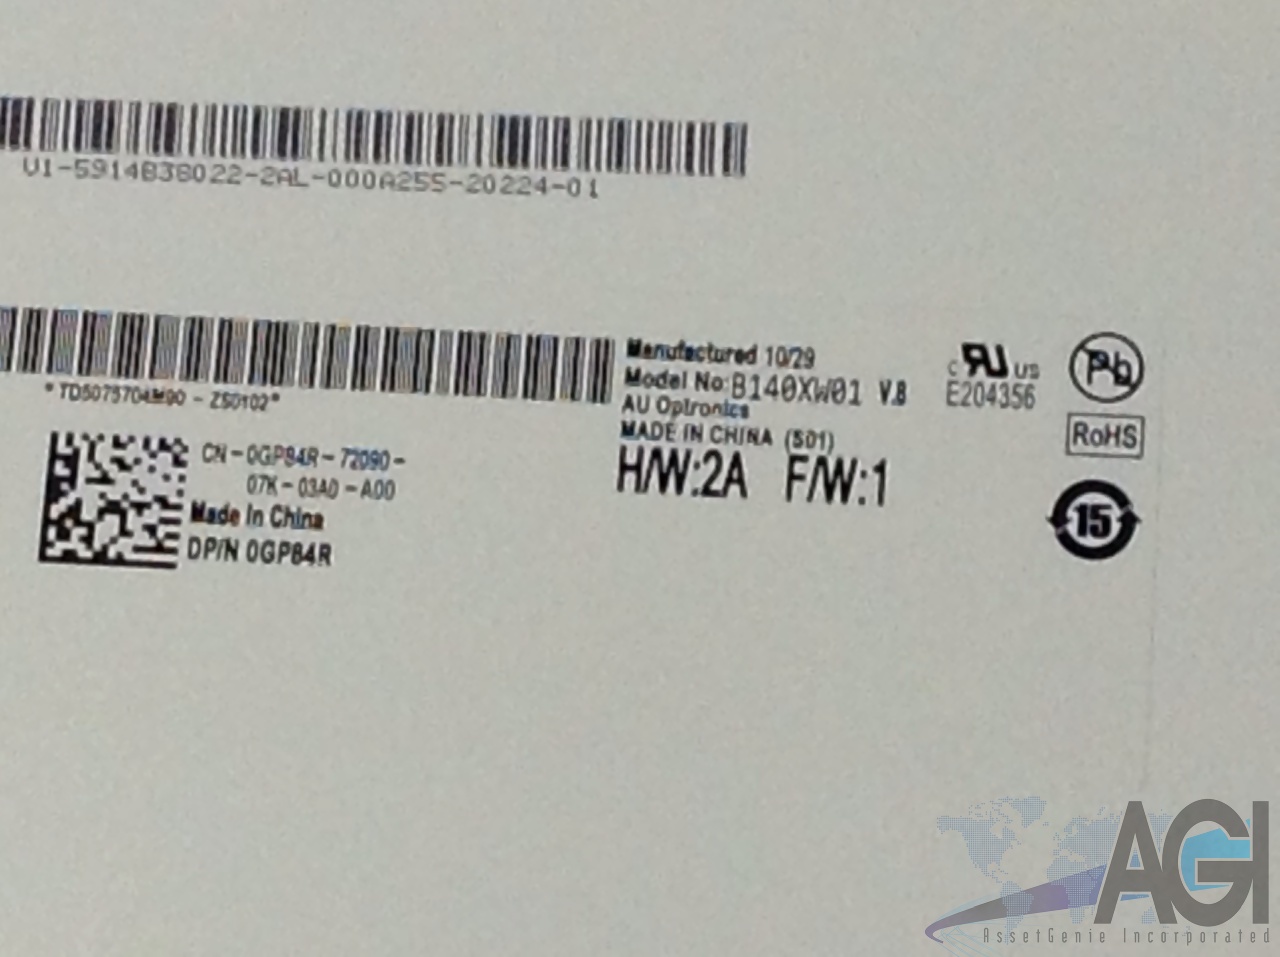 V1-5914B38022-2AL-000A255-20224-01
Manufactured 10/29
Model No:B140XW01 V.8
AU Optronics
MADE IN CHINA (S01)
H/W:2A F/W:1
c RU US
E204356
Pb
RoHS
15
CN-0GP84R-72090-
07K-03A0-A00
Made In China
DP/N 0GP84R
AGI
AssetGenie Incorporated